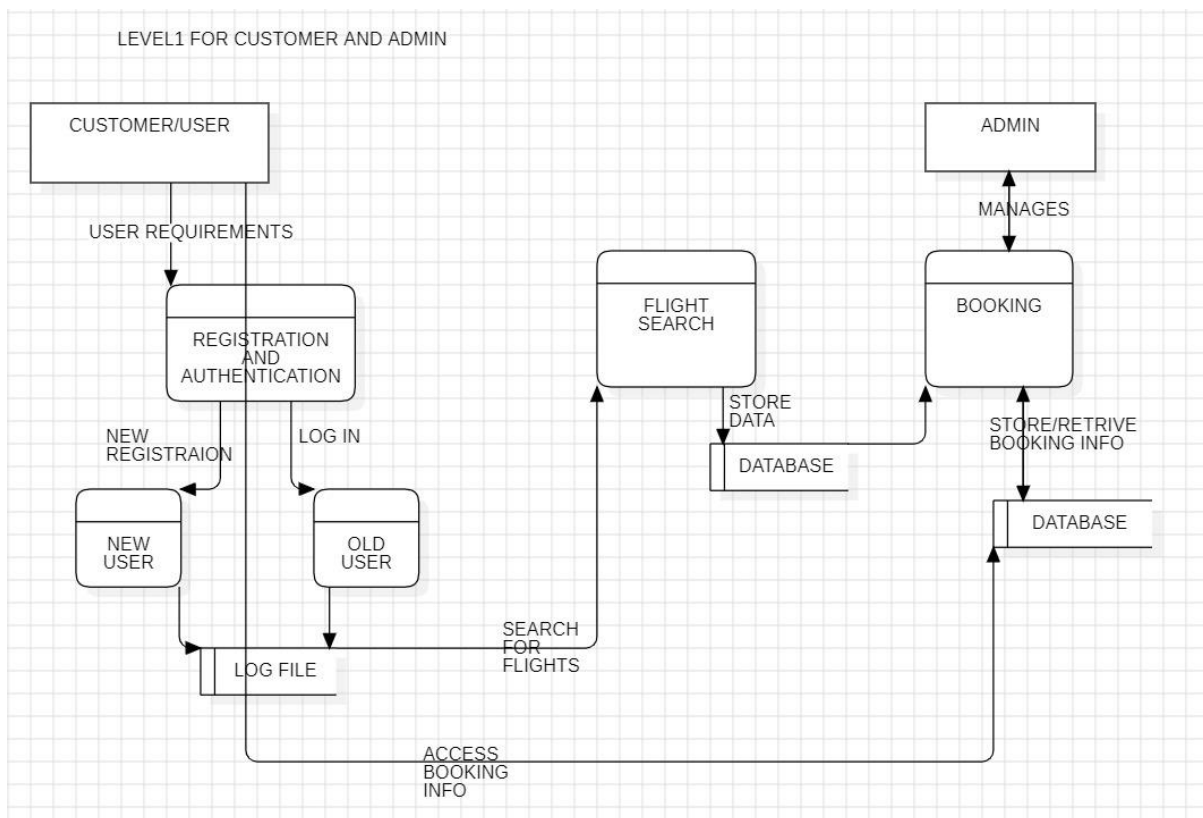 LEVEL1 FOR CUSTOMER AND ADMIN
CUSTOMER/USER
ADMIN
MANAGES
USER REQUIREMENTS
REGISTRATION
AND
AUTHENTICATION
FLIGHT
SEARCH
BOOKING
NEW
REGISTRAION
LOG IN
STORE
DATA
DATABASE
STORE/RETRIVE
BOOKING INFO
DATABASE
NEW
USER
OLD
USER
LOG FILE
SEARCH
FOR
FLIGHTS
ACCESS
BOOKING
INFO